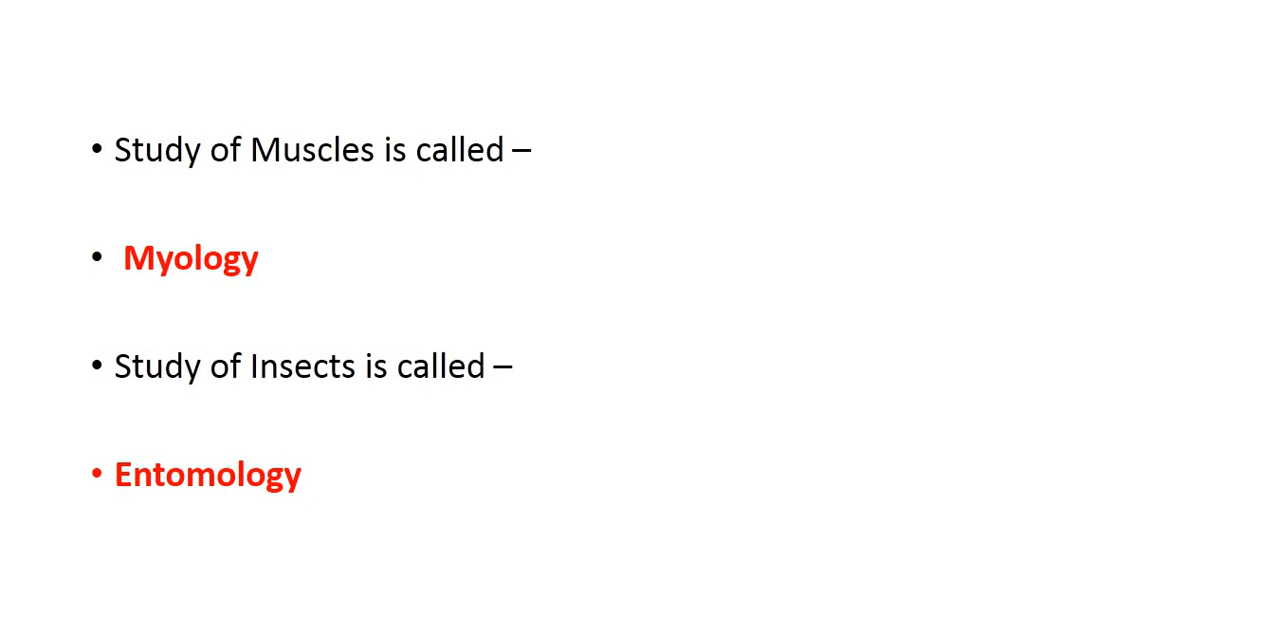 • Study of Muscles is called –
• Myology
• Study of Insects is called –
• Entomology